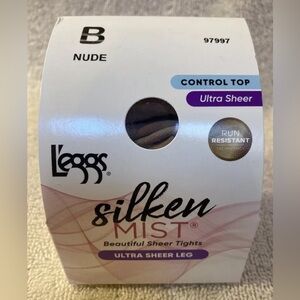 B
NUDE
97997
CONTROL TOP
Ultra Sheer
RUN
RESISTANT
L'eggs®
silken
MIST®
Beautiful Sheer Tights
ULTRA SHEER LEG